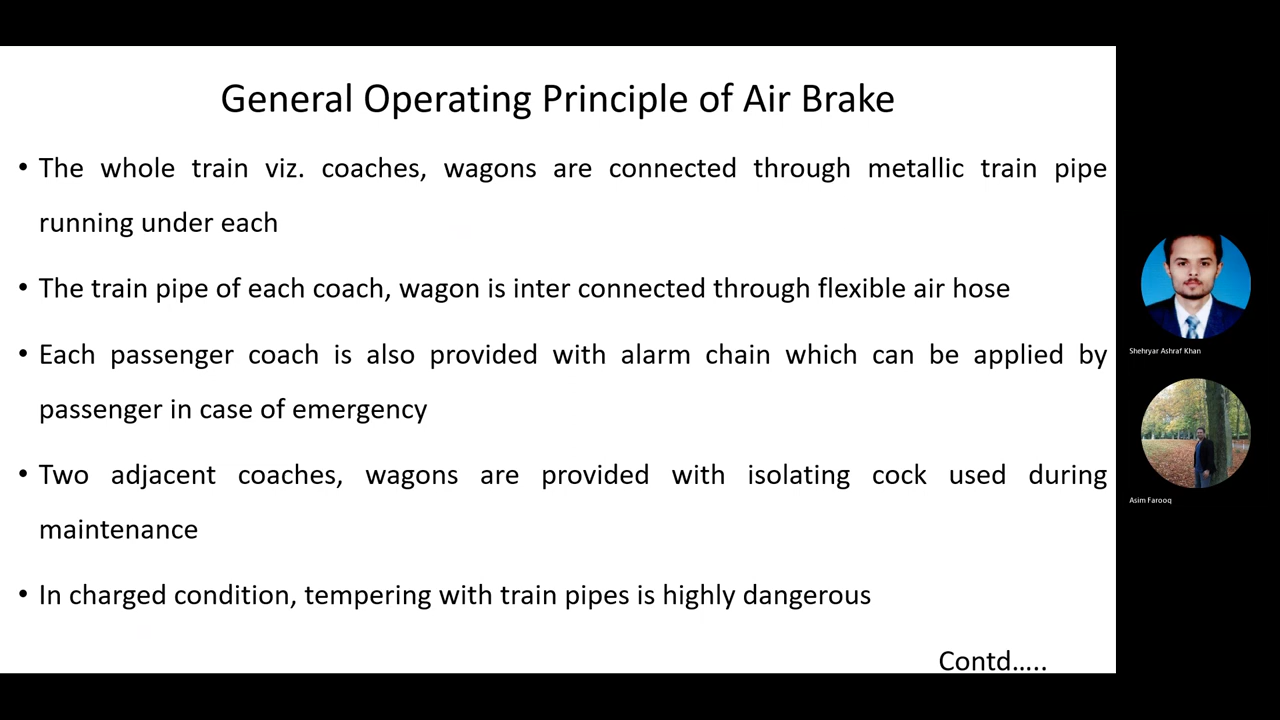 General Operating Principle of Air Brake
• The whole train viz. coaches, wagons are connected through metallic train pipe
running under each
• The train pipe of each coach, wagon is inter connected through flexible air hose
• Each passenger coach is also provided with alarm chain which can be applied by
passenger in case of emergency
• Two adjacent coaches, wagons are provided with isolating cock used during
maintenance
• In charged condition, tempering with train pipes is highly dangerous
Contd.....
Shehryar Ashraf Khan
Asim Farooq